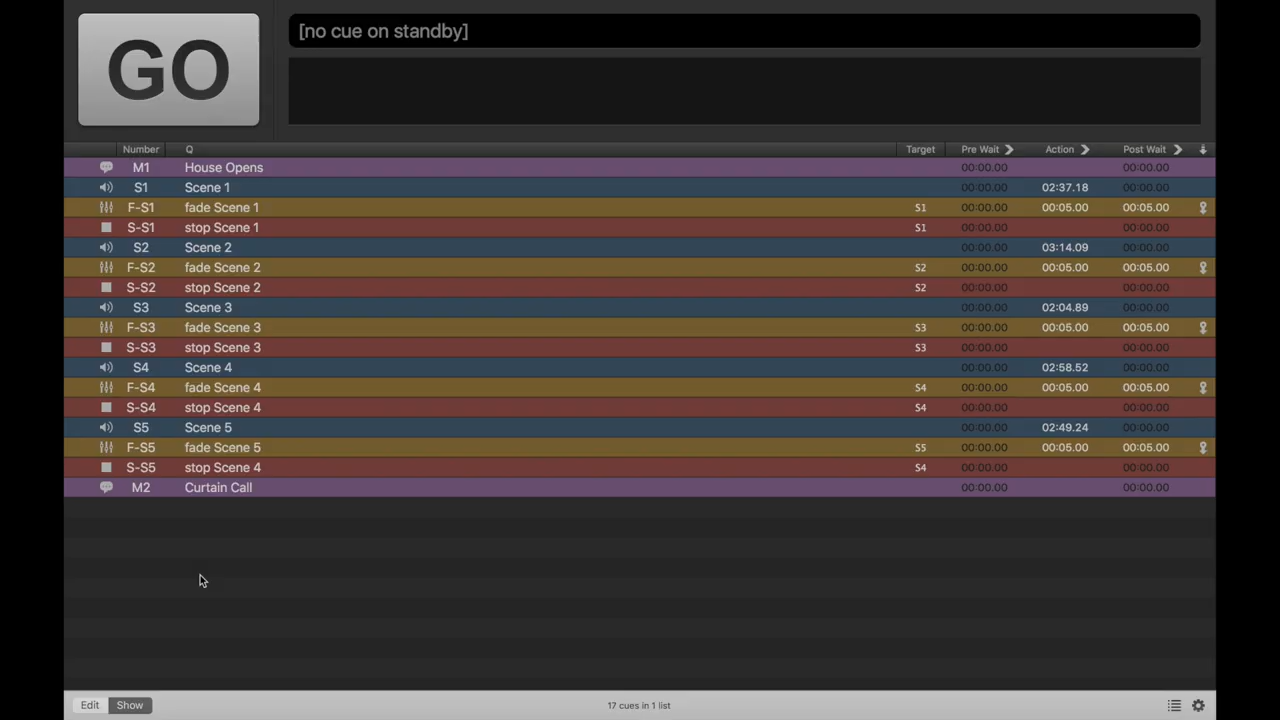 GO
[no cue on standby]
Number Q Target Pre Wait Action Post Wait
M1 House Opens 00:00.00 00:00.00
S1 Scene 1 00:00.00 02:37.18 00:00.00
F-S1 fade Scene 1 S1 00:00.00 00:05.00 00:05.00
S-S1 stop Scene 1 S1 00:00.00 00:00.00
S2 Scene 2 00:00.00 03:14.09 00:00.00
F-S2 fade Scene 2 S2 00:00.00 00:05.00 00:05.00
S-S2 stop Scene 2 S2 00:00.00 00:00.00
S3 Scene 3 00:00.00 02:04.89 00:00.00
F-S3 fade Scene 3 S3 00:00.00 00:05.00 00:05.00
S-S3 stop Scene 3 S3 00:00.00 00:00.00
S4 Scene 4 00:00.00 02:58.52 00:00.00
F-S4 fade Scene 4 S4 00:00.00 00:05.00 00:05.00
S-S4 stop Scene 4 S4 00:00.00 00:00.00
S5 Scene 5 00:00.00 02:49.24 00:00.00
F-S5 fade Scene 5 S5 00:00.00 00:05.00 00:05.00
S-S5 stop Scene 4 S4 00:00.00 00:00.00
M2 Curtain Call 00:00.00 00:00.00
Edit Show 17 cues in 1 list